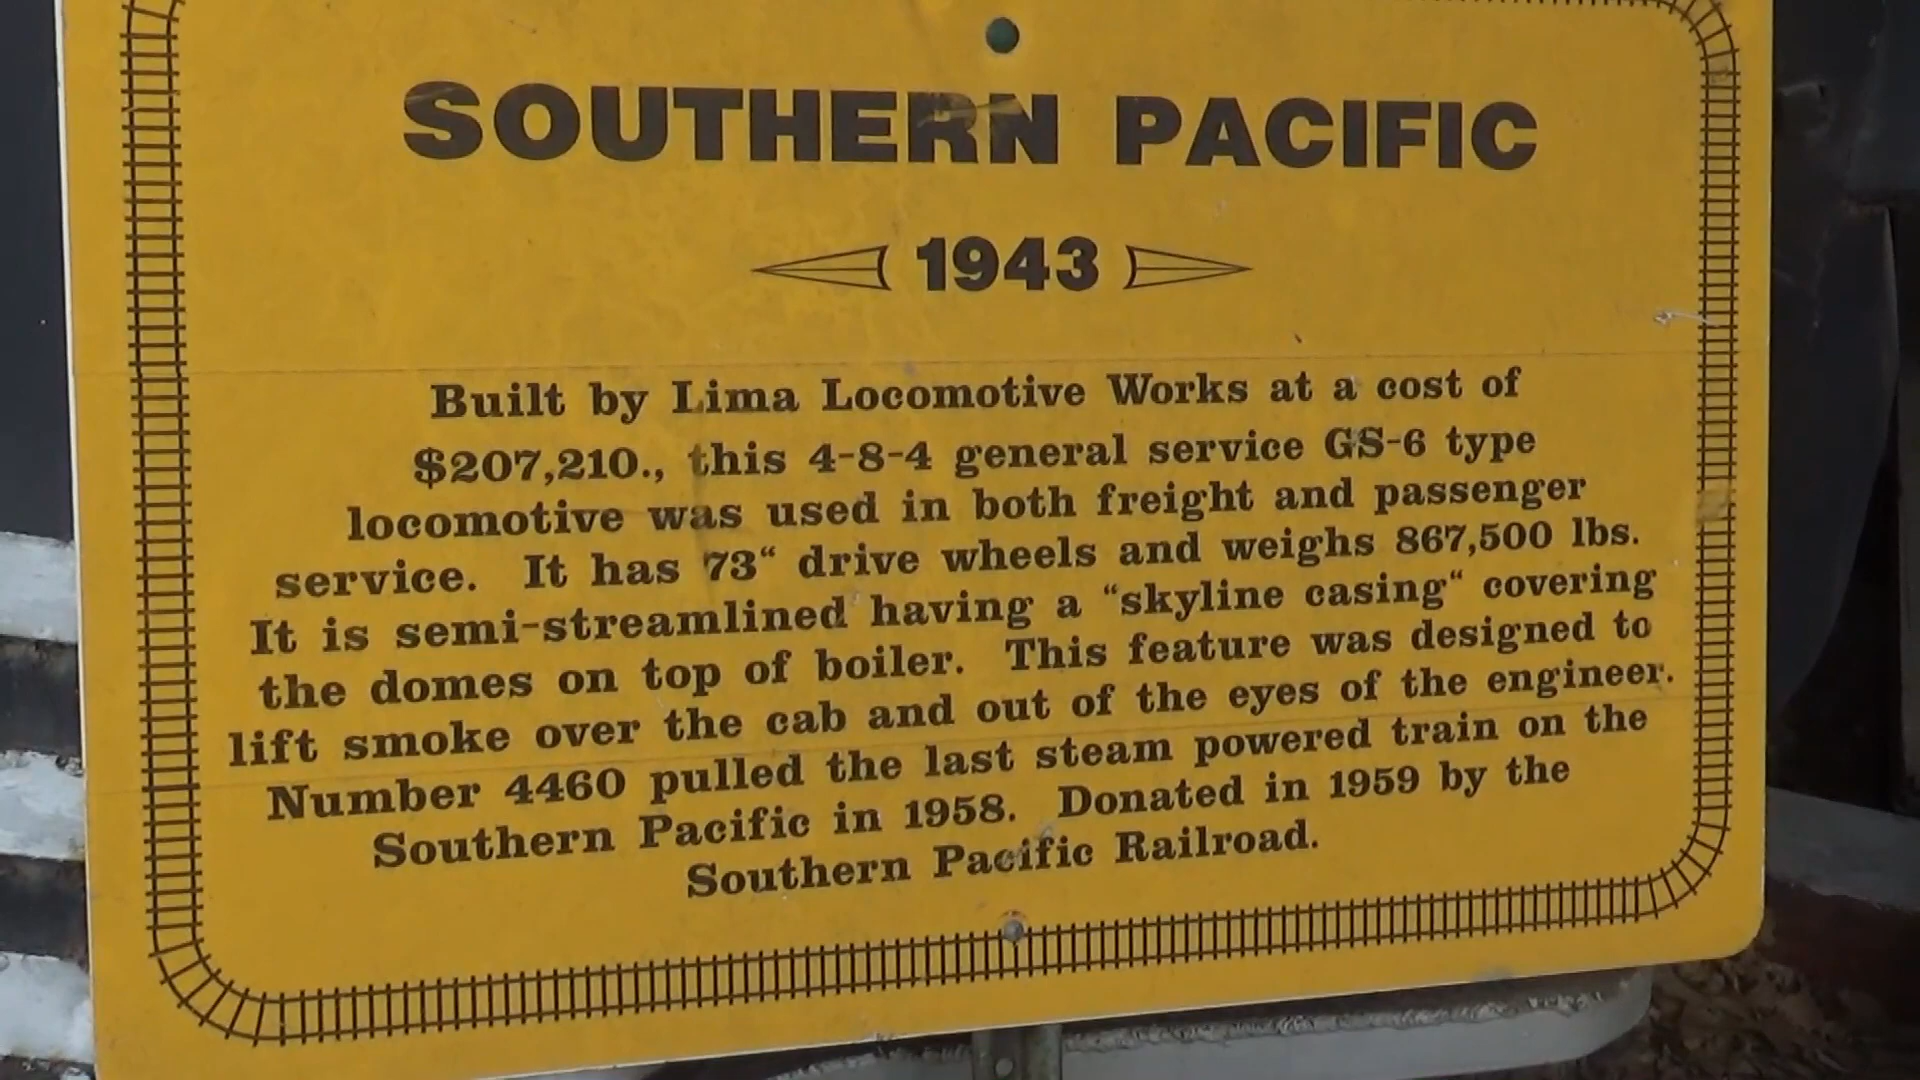 SOUTHERN PACIFIC
1943
Built by Lima Locomotive Works at a cost of
$207,210., this 4-8-4 general service GS-6 type
locomotive was used in both freight and passenger
service. It has 73“ drive wheels and weighs 867,500 lbs.
It is semi-streamlined having a “skyline casing“ covering
the domes on top of boiler. This feature was designed to
lift smoke over the cab and out of the eyes of the engineer.
Number 4460 pulled the last steam powered train on the
Southern Pacific in 1958. Donated in 1959 by the
Southern Pacific Railroad.